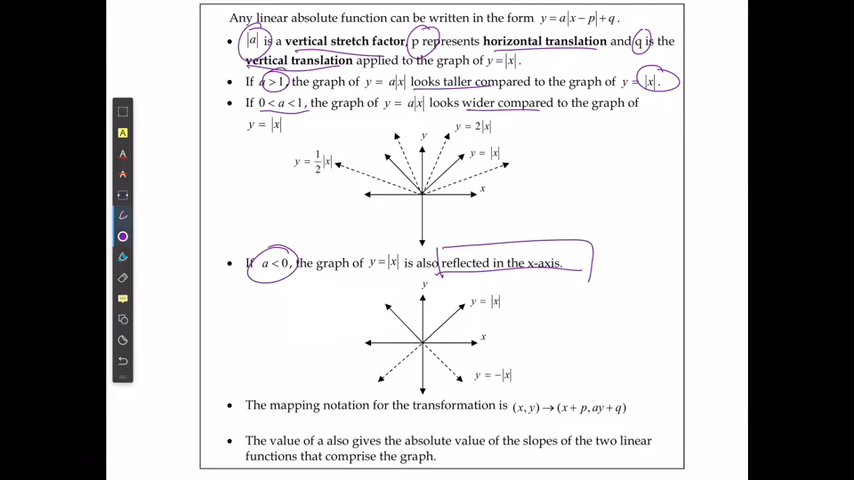 Any linear absolute function can be written in the form y = a|x − p| + q.
• |a| is a vertical stretch factor, p represents horizontal translation and q is the
vertical translation applied to the graph of y = |x|.
• If a > 1, the graph of y = a|x| looks taller compared to the graph of y = |x|.
• If 0 < a < 1, the graph of y = a|x| looks wider compared to the graph of
y = |x|
y
y = 2|x|
y = 1/2|x|
y = |x|
x
• If a < 0, the graph of y = |x| is also reflected in the x-axis.
y
y = |x|
x
y = −|x|
• The mapping notation for the transformation is (x, y) → (x + p, ay + q)
• The value of a also gives the absolute value of the slopes of the two linear
functions that comprise the graph.
A
A
A